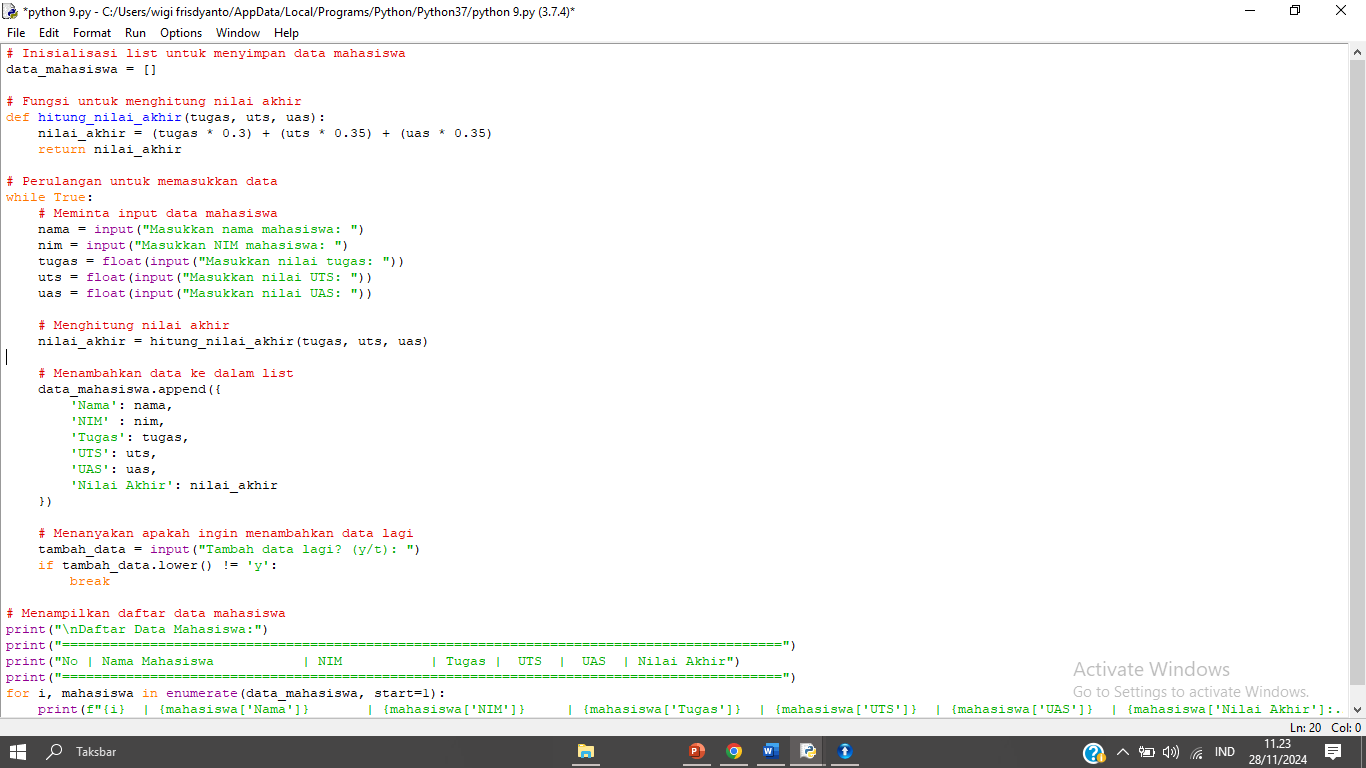 *python 9.py - C:/Users/wigi frisdyanto/AppData/Local/Programs/Python/Python37/python 9.py (3.7.4)*
File Edit Format Run Options Window Help
# Inisialisasi list untuk menyimpan data mahasiswa
data_mahasiswa = []
# Fungsi untuk menghitung nilai akhir
def hitung_nilai_akhir(tugas, uts, uas):
    nilai_akhir = (tugas * 0.3) + (uts * 0.35) + (uas * 0.35)
    return nilai_akhir
# Perulangan untuk memasukkan data
while True:
    # Meminta input data mahasiswa
    nama = input("Masukkan nama mahasiswa: ")
    nim = input("Masukkan NIM mahasiswa: ")
    tugas = float(input("Masukkan nilai tugas: "))
    uts = float(input("Masukkan nilai UTS: "))
    uas = float(input("Masukkan nilai UAS: "))
    # Menghitung nilai akhir
    nilai_akhir = hitung_nilai_akhir(tugas, uts, uas)
    # Menambahkan data ke dalam list
    data_mahasiswa.append({
        'Nama': nama,
        'NIM' : nim,
        'Tugas': tugas,
        'UTS': uts,
        'UAS': uas,
        'Nilai Akhir': nilai_akhir
    })
    # Menanyakan apakah ingin menambahkan data lagi
    tambah_data = input("Tambah data lagi? (y/t): ")
    if tambah_data.lower() != 'y':
        break
# Menampilkan daftar data mahasiswa
print("\nDaftar Data Mahasiswa:")
print("==========================================================================================")
print("No | Nama Mahasiswa           | NIM           | Tugas |  UTS  |  UAS  | Nilai Akhir")
print("==========================================================================================")
for i, mahasiswa in enumerate(data_mahasiswa, start=1):
    print(f"{i}  | {mahasiswa['Nama']}       | {mahasiswa['NIM']}     | {mahasiswa['Tugas']}  | {mahasiswa['UTS']}  | {mahasiswa['UAS']}  | {mahasiswa['Nilai Akhir']:.
Activate Windows
Go to Settings to activate Windows.
Ln: 20 Col: 0
Taksbar
IND
11.23
28/11/2024